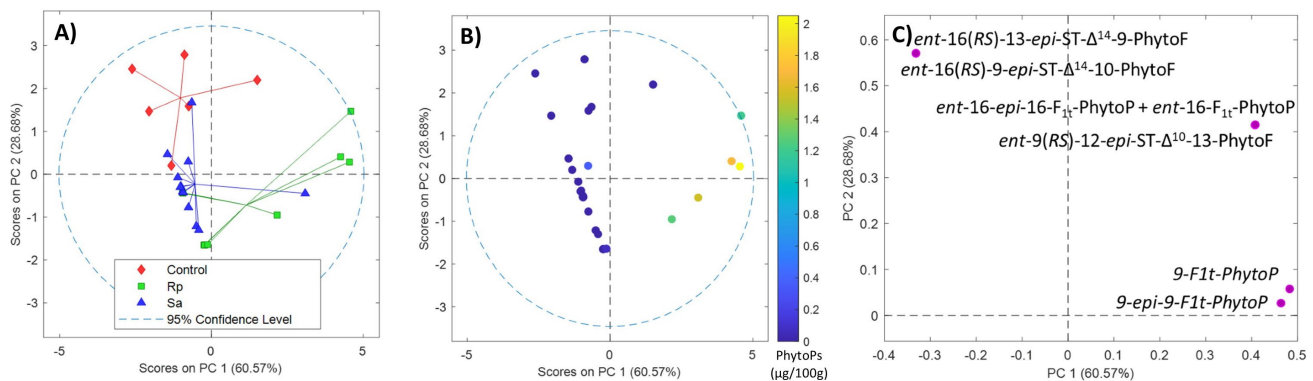 A)
Scores on PC 2 (28.68%)
3
2
1
0
-1
-2
-3
Control
Rp
Sa
95% Confidence Level
-5
0
5
Scores on PC 1 (60.57%)
B)
Scores on PC 2 (28.68%)
3
2
1
0
-1
-2
-3
-5
0
5
Scores on PC 1 (60.57%)
2
1.8
1.6
1.4
1.2
1
0.8
0.6
0.4
0.2
0
PhytoPs
(µg/100g)
C)
PC 2 (28.68%)
0.6
0.5
0.4
0.3
0.2
0.1
0
ent-16(RS)-13-epi-ST-Δ¹⁴-9-PhytoF
ent-16(RS)-9-epi-ST-Δ¹⁴-10-PhytoF
ent-16-epi-16-F₁ₜ-PhytoP + ent-16-F₁ₜ-PhytoP
ent-9(RS)-12-epi-ST-Δ¹⁰-13-PhytoF
9-F1t-PhytoP
9-epi-9-F1t-PhytoP
-0.4
-0.3
-0.2
-0.1
0
0.1
0.2
0.3
0.4
0.5
PC 1 (60.57%)